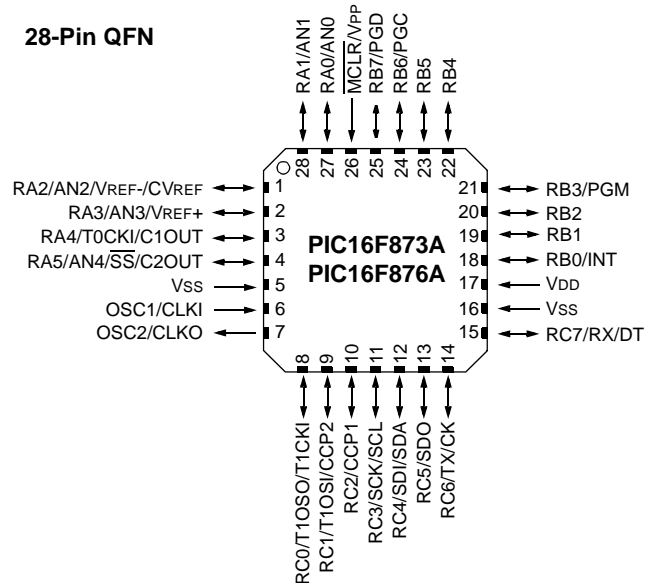 28-Pin QFN
RA1/AN1
RA0/AN0
MCLR/VPP
RB7/PGD
RB6/PGC
RB5
RB4
28
27
26
25
24
23
22
RA2/AN2/VREF-/CVREF
1
RA3/AN3/VREF+
2
RA4/T0CKI/C1OUT
3
RA5/AN4/SS/C2OUT
4
VSS
5
OSC1/CLKI
6
OSC2/CLKO
7
PIC16F873A
PIC16F876A
21
RB3/PGM
20
RB2
19
RB1
18
RB0/INT
17
VDD
16
VSS
15
RC7/RX/DT
8
9
10
11
12
13
14
RC0/T1OSO/T1CKI
RC1/T1OSI/CCP2
RC2/CCP1
RC3/SCK/SCL
RC4/SDI/SDA
RC5/SDO
RC6/TX/CK